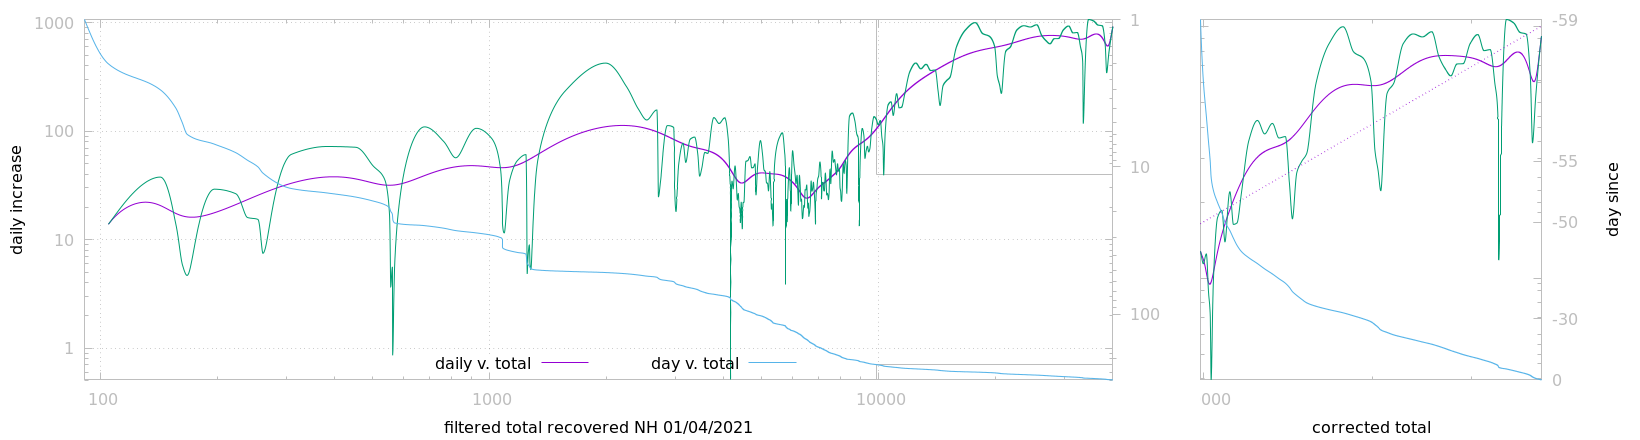 1000
100
10
1
daily increase
1
10
100
-59
-55
-50
-30
0
day since
daily v. total
day v. total
100
1000
10000
000
filtered total recovered NH 01/04/2021
corrected total